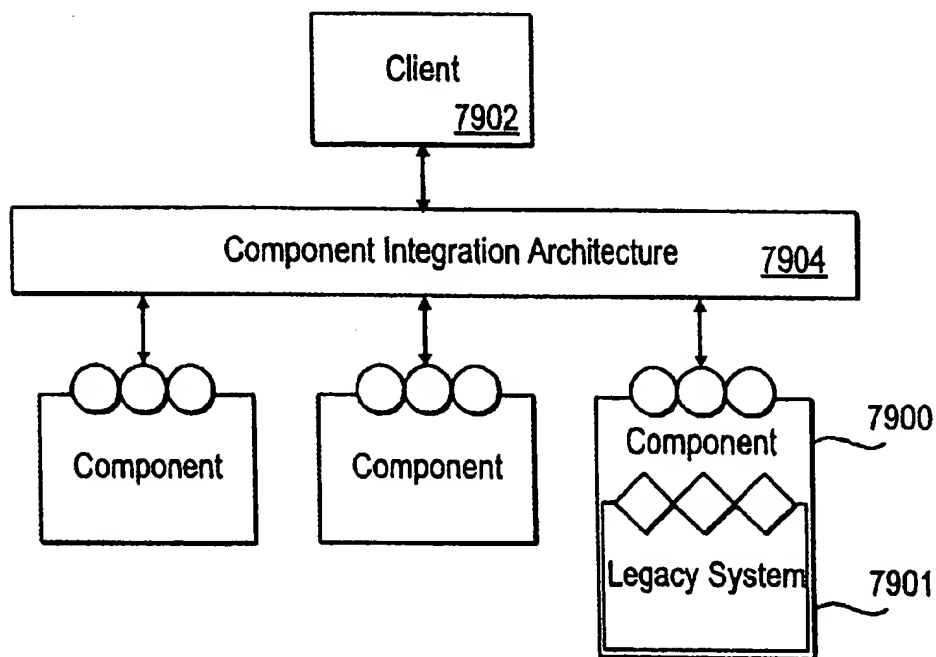 Client
7902
Component Integration Architecture 7904
Component
Component
Component
7900
Legacy System
7901